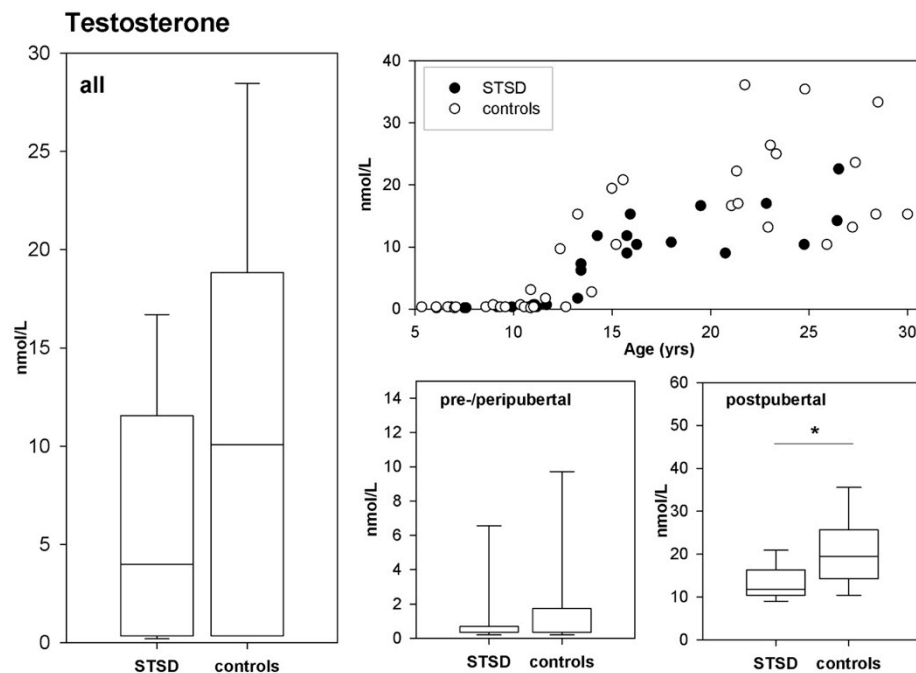 Testosterone
all
nmol/L
30
25
20
15
10
5
0
STSD controls
STSD
controls
nmol/L
40
30
20
10
0
5 10 15 20 25 30
Age (yrs)
pre-/peripubertal
nmol/L
14
12
10
8
6
4
2
0
STSD controls
postpubertal
*
nmol/L
60
50
40
30
20
10
0
STSD controls